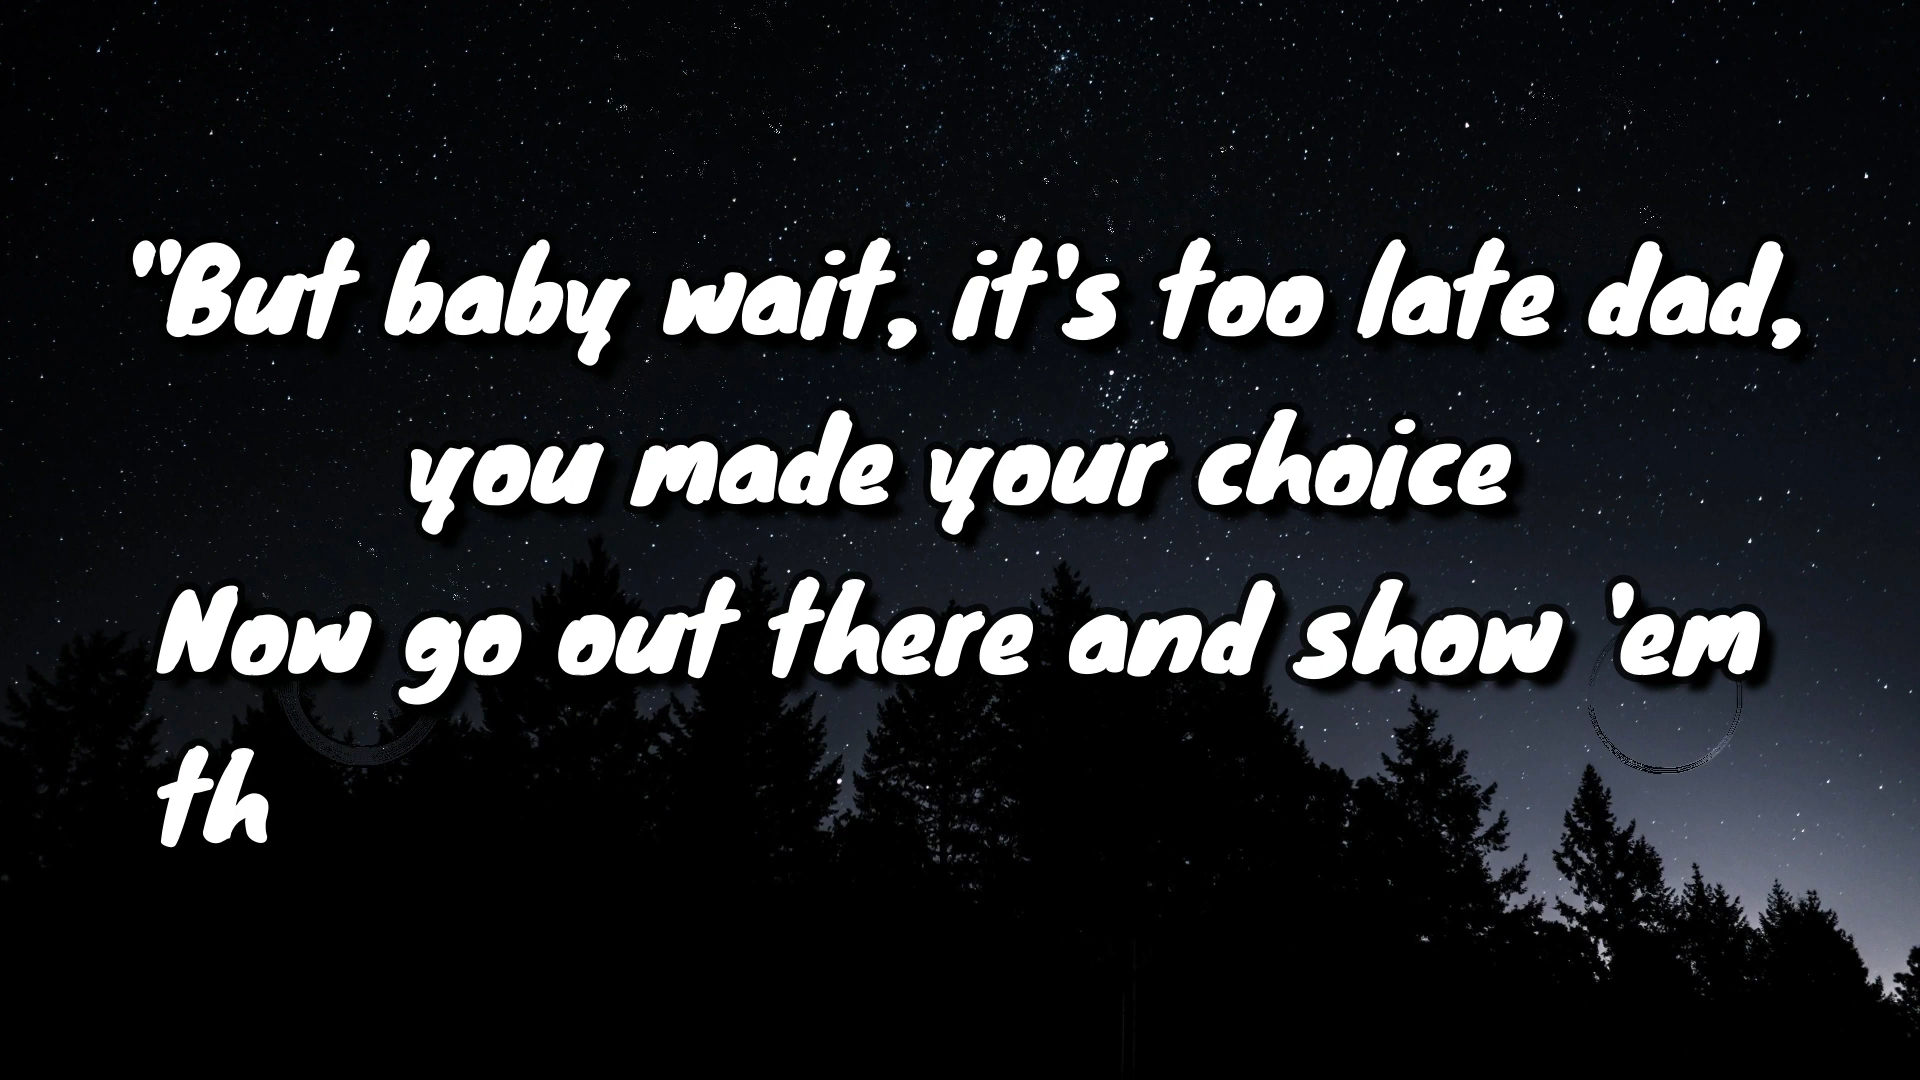 "But baby wait, it's too late dad,
you made your choice
Now go out there and show 'em
th